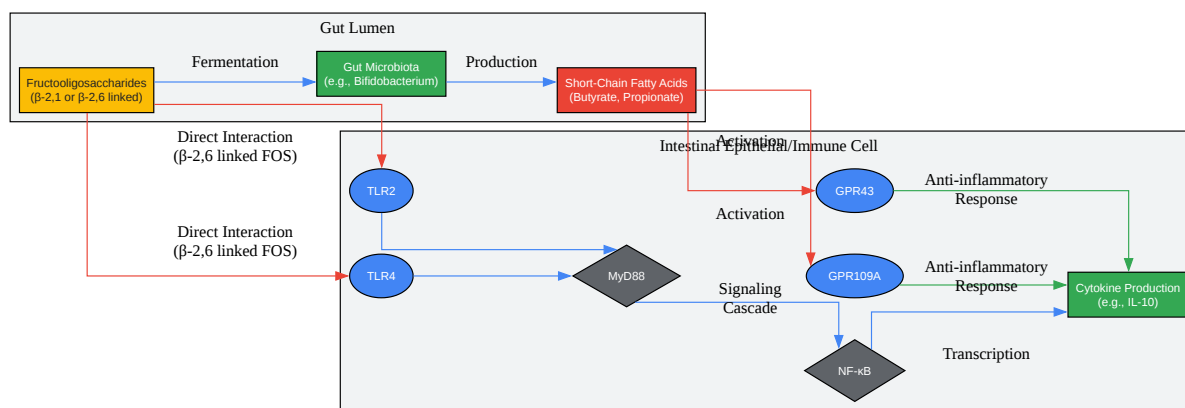 Gut Lumen
Fermentation
Production
Fructooligosaccharides
(β-2,1 or β-2,6 linked)
Gut Microbiota
(e.g., Bifidobacterium)
Short-Chain Fatty Acids
(Butyrate, Propionate)
Direct Interaction
(β-2,6 linked FOS)
Activation
Intestinal Epithelial/Immune Cell
TLR2
GPR43
Anti-inflammatory
Response
Activation
Direct Interaction
(β-2,6 linked FOS)
TLR4
MyD88
GPR109A
Anti-inflammatory
Response
Signaling
Cascade
Cytokine Production
(e.g., IL-10)
Transcription
NF-κB